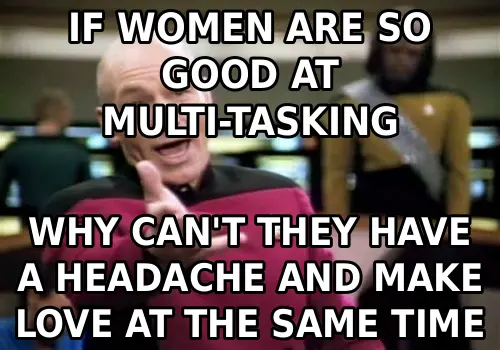 IF WOMEN ARE SO
GOOD AT
MULTI-TASKING
WHY CAN'T THEY HAVE
A HEADACHE AND MAKE
LOVE AT THE SAME TIME